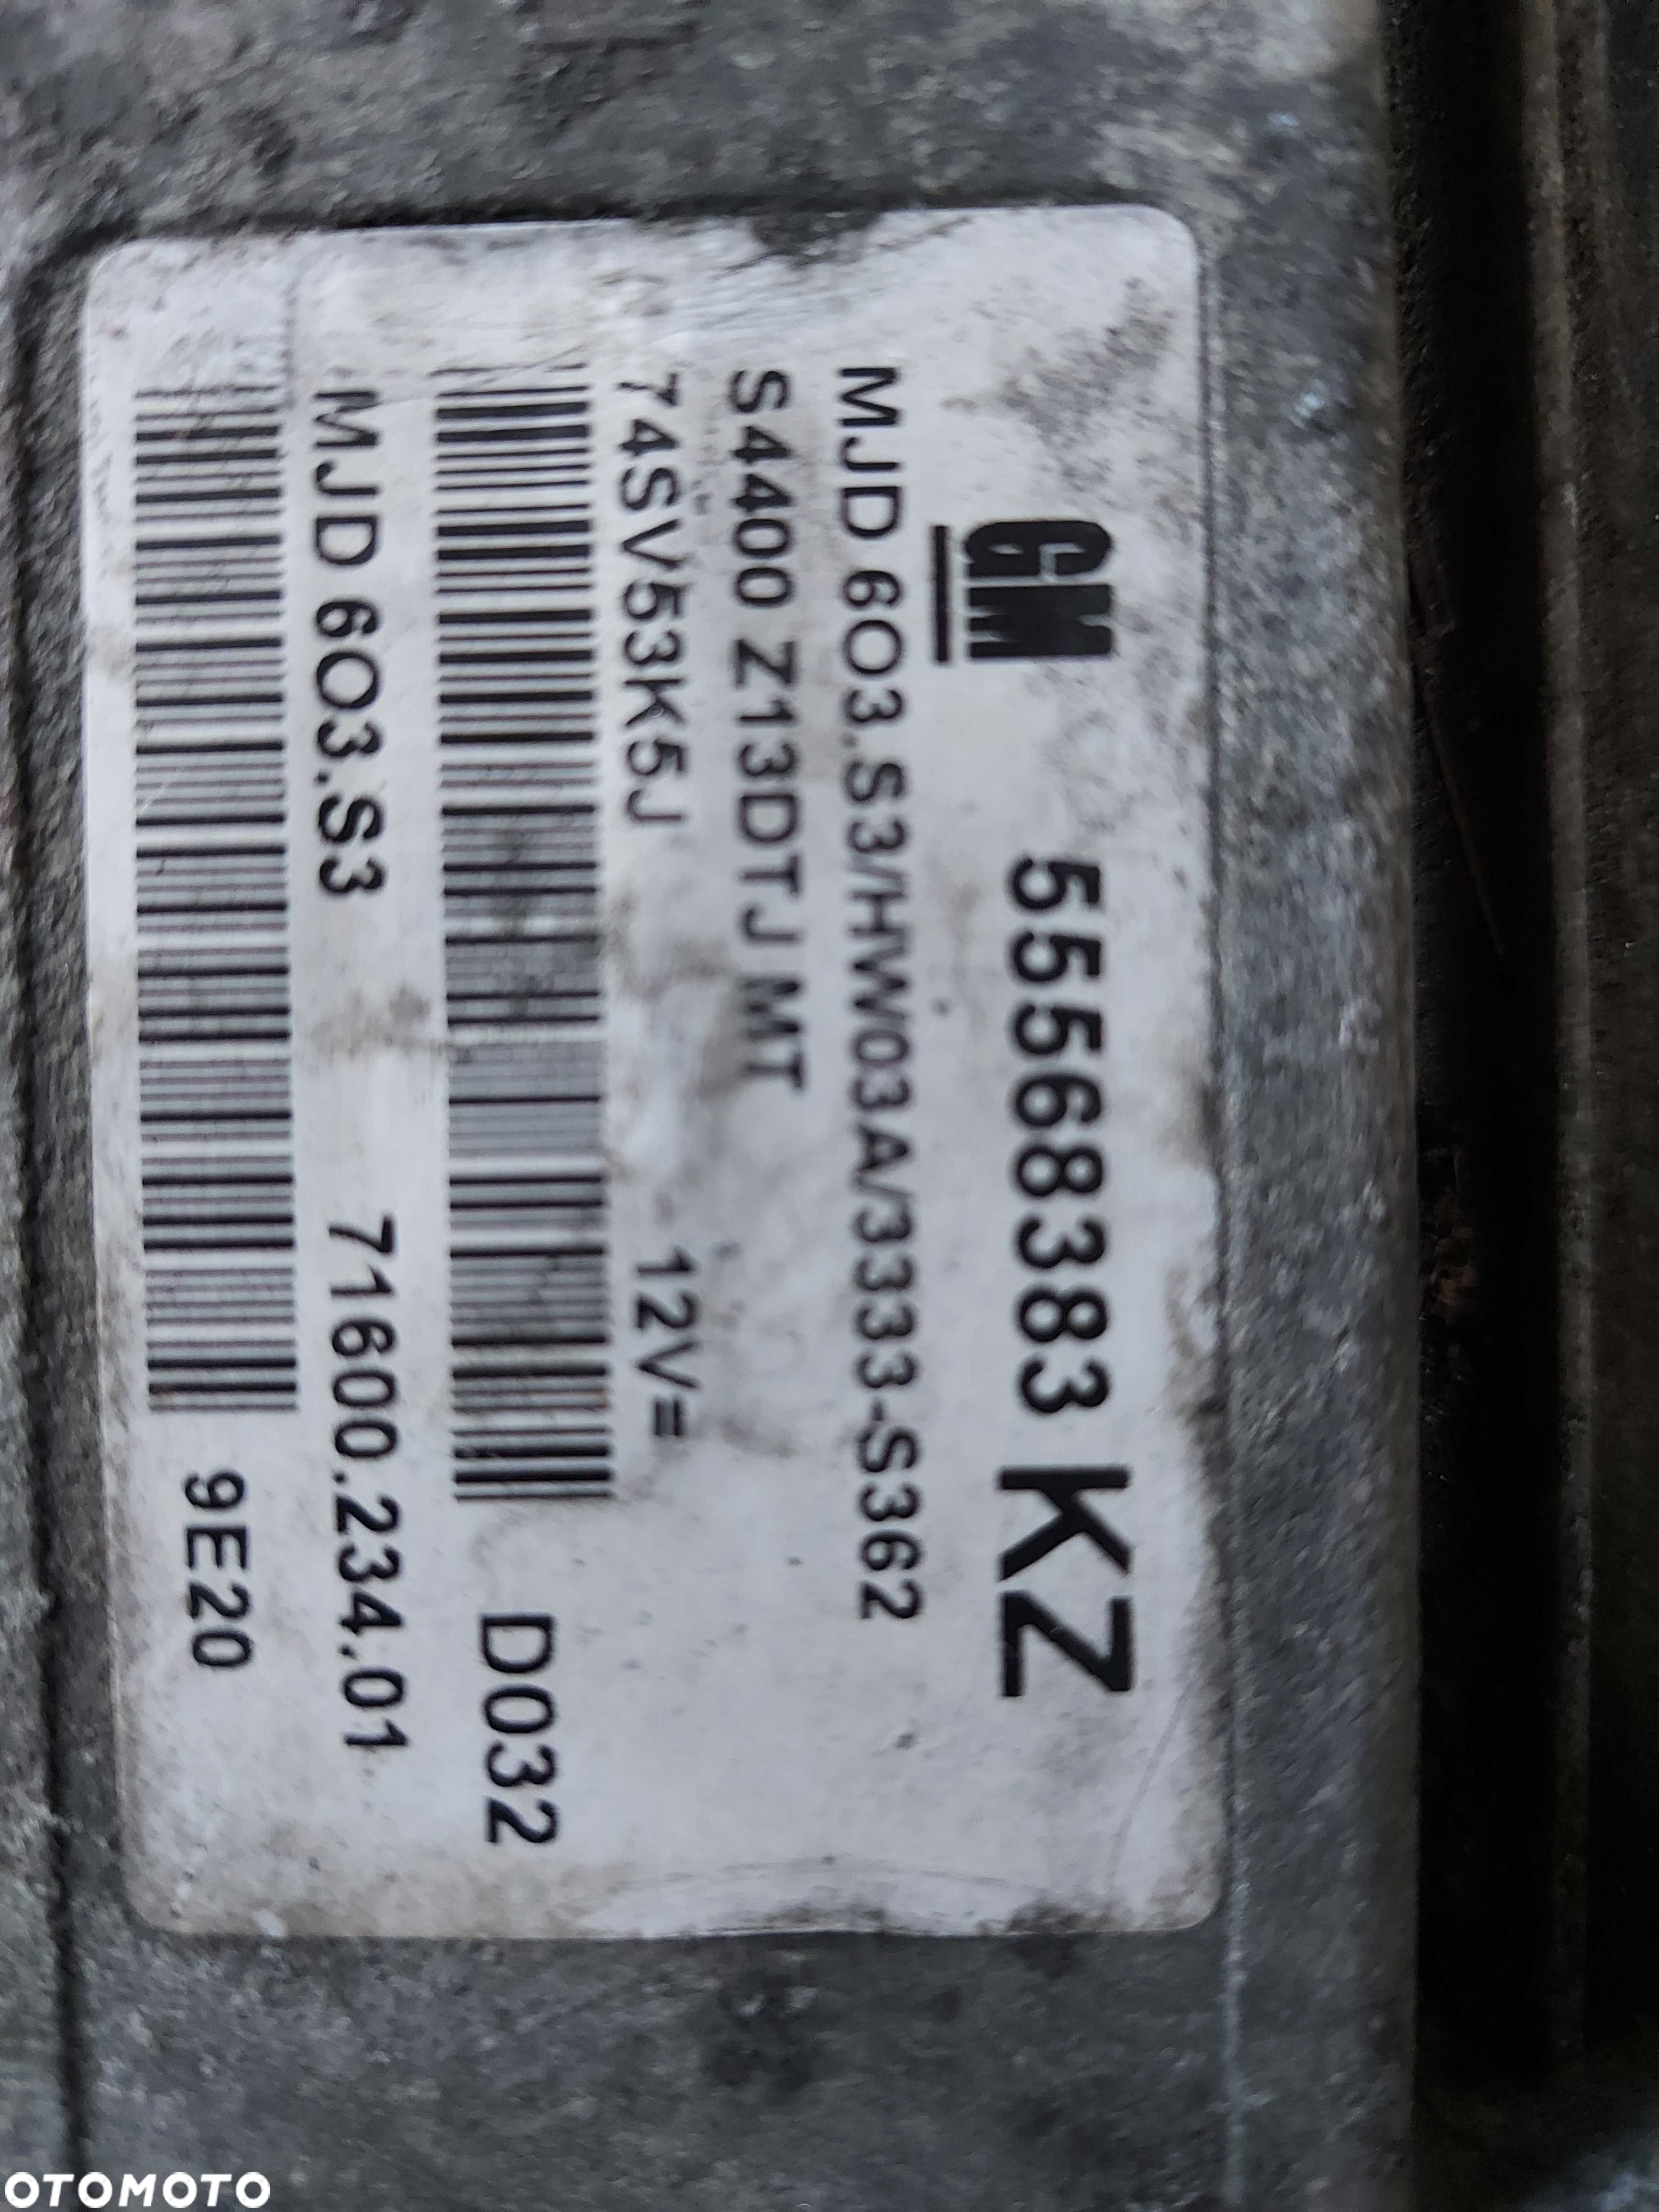 GM 55568383 KZ
MJD 6O3.S3/HW03A/3333-S362
S4400 Z13DTJ MT
74SV53K5J 12V=
D032
MJD 6O3.S3 71600.234.01
9E20
OTOMOTO